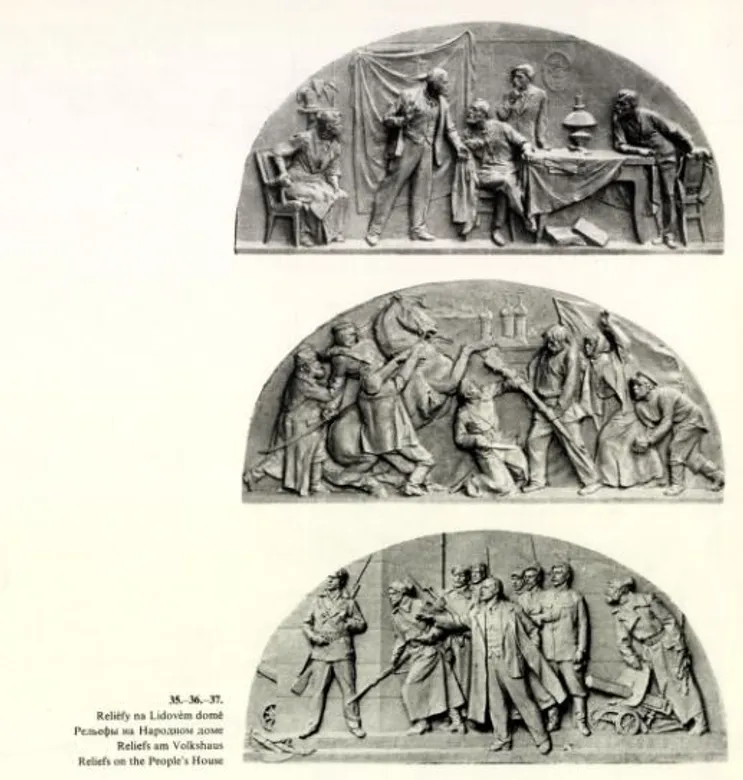 35.–36.–37.
Reliéfy na Lidovém domě
Рельефы на Народном доме
Reliefs am Volkshaus
Reliefs on the People's House